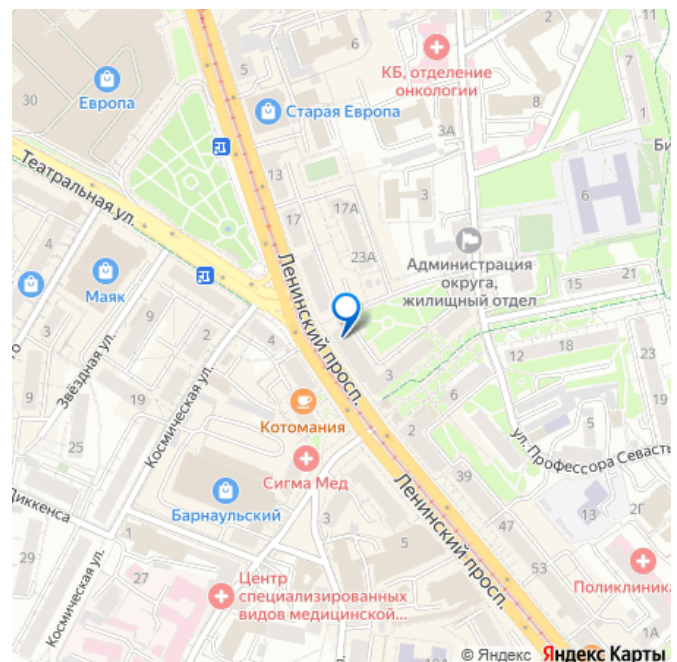 11
2
6
5
КБ, отделение
онкологии
30
Европа
8
Старая Европа
1
3А
Театральная ул.
13
3
6
17
17А
23А
Администрация
округа,
жилищный отдел
21
15
Маяк
9
2
Ленинский просп.
3
4
12
18
23
Звёздная ул.
3
9
19
6
5
Котомания
2
Космическая ул.
ул. Профессора Севасть
25
39
Сигма Мед
Ленинский просп.
Барнаульский
47
13
2Г
Диккенса
1
3
5
29
53
27
Центр
специализированных
видов медицинской...
Поликлиника
Космическая ул.
1А
10А
© Яндекс Яндекс Карты